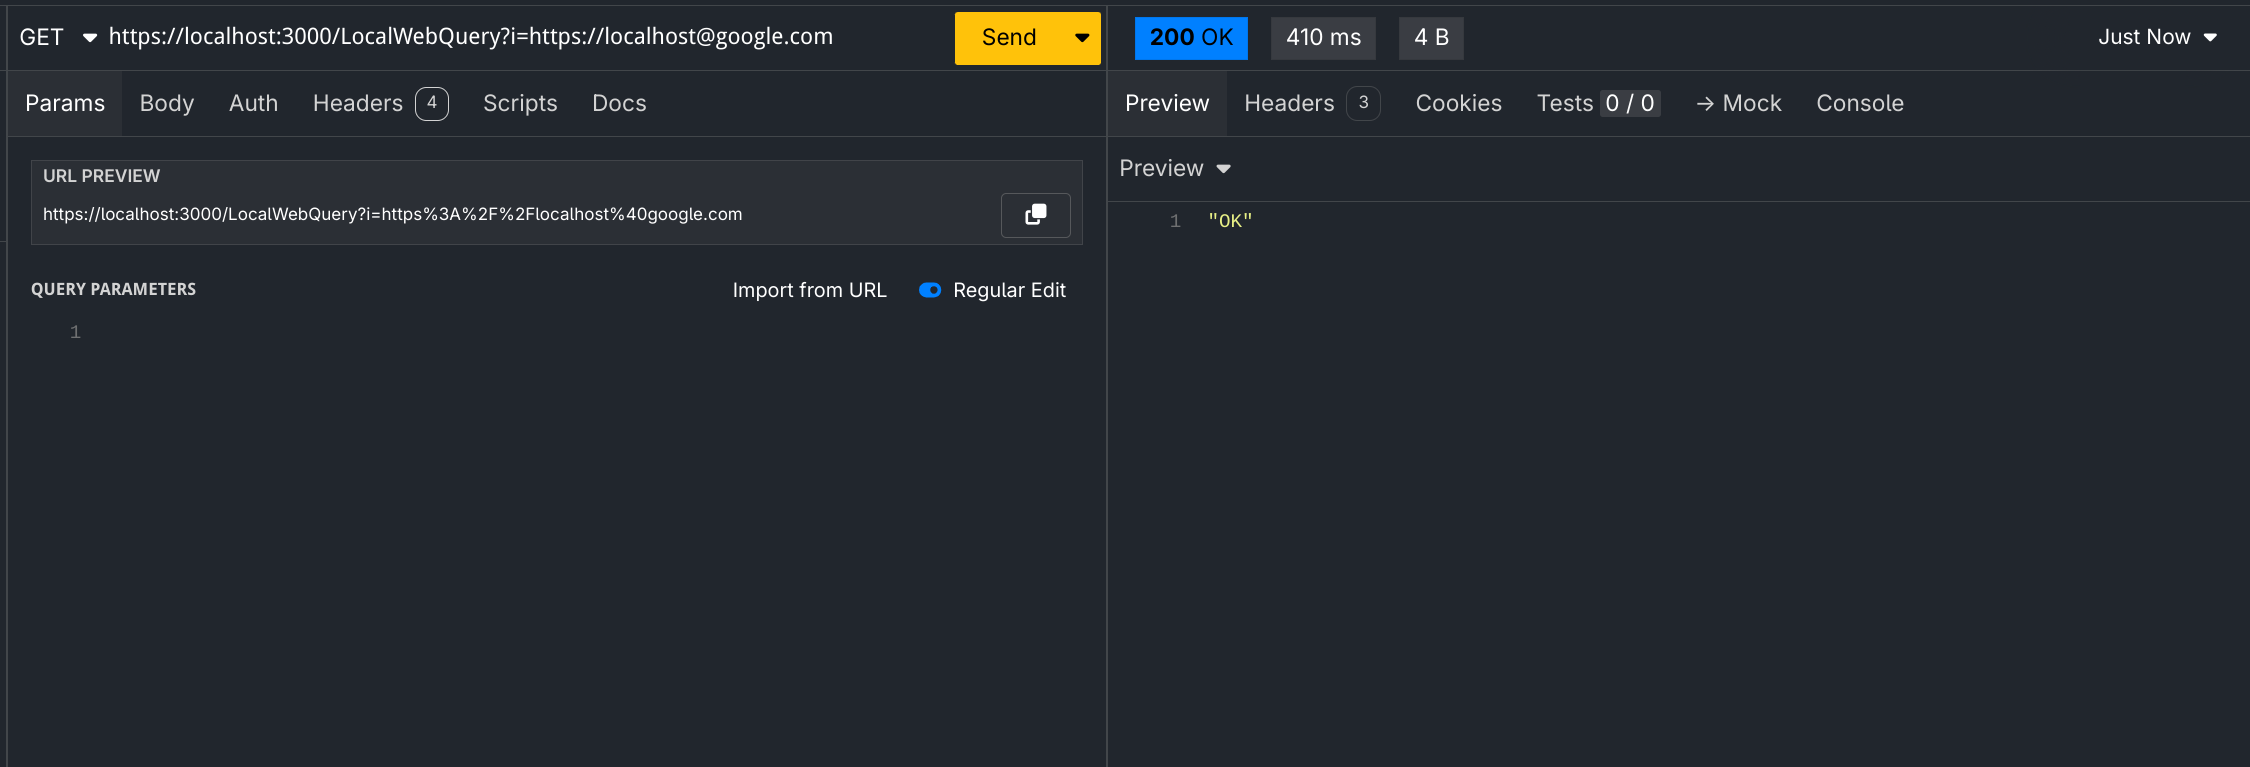 GET https://localhost:3000/LocalWebQuery?i=https://localhost@google.com Send
Params Body Auth Headers 4 Scripts Docs
URL PREVIEW
https://localhost:3000/LocalWebQuery?i=https%3A%2F%2Flocalhost%40google.com
QUERY PARAMETERS Import from URL Regular Edit
1
200 OK 410 ms 4 B Just Now
Preview Headers 3 Cookies Tests 0 / 0 → Mock Console
Preview
1 "OK"